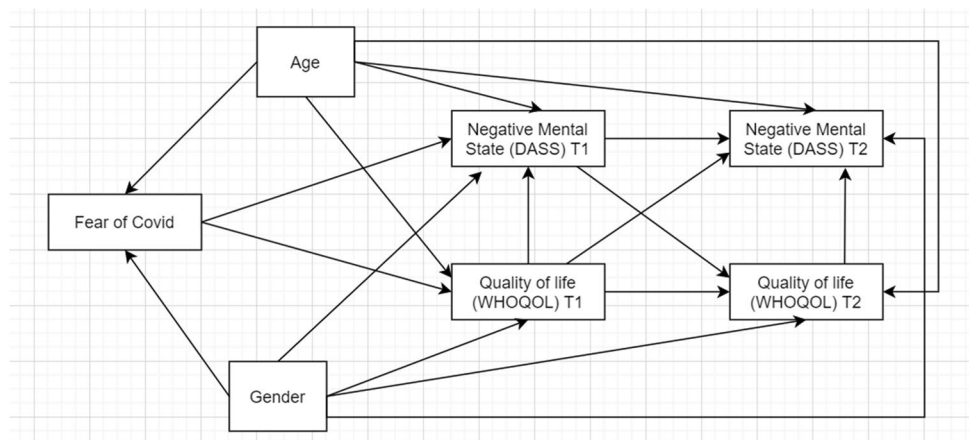 Age
Negative Mental
State (DASS) T1
Negative Mental
State (DASS) T2
Fear of Covid
Quality of life
(WHOQOL) T1
Quality of life
(WHOQOL) T2
Gender